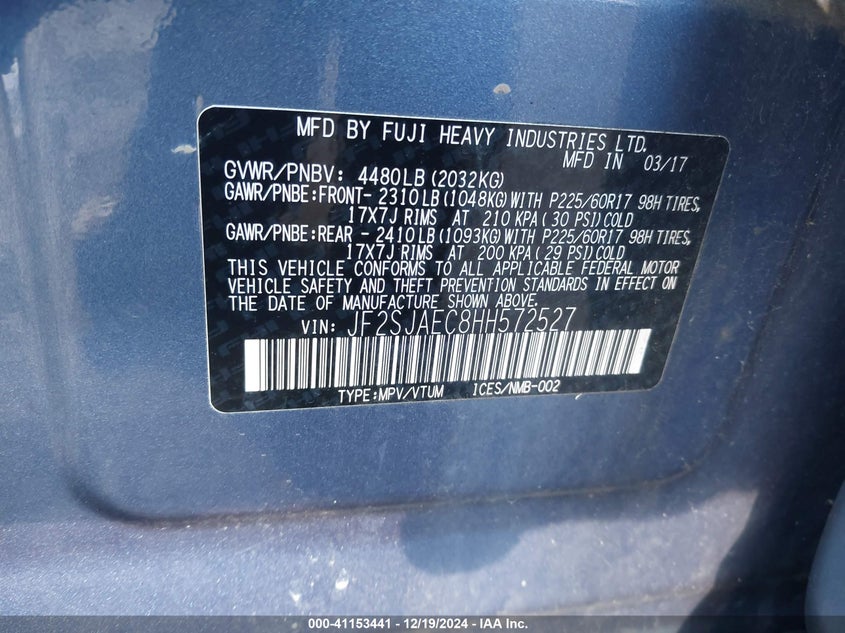 MFD BY FUJI HEAVY INDUSTRIES LTD.
MFD IN 03/17
GVWR/PNBV: 4480LB(2032KG)
GAWR/PNBE:FRONT- 2310LB(1048KG)WITH P225/60R17 98H TIRES,
17X7J RIMS AT 210 KPA( 30 PSI)COLD
GAWR/PNBE:REAR - 2410LB(1093KG)WITH P225/60R17 98H TIRES,
17X7J RIMS AT 200 KPA( 29 PSI)COLD
THIS VEHICLE CONFORMS TO ALL APPLICABLE FEDERAL MOTOR
VEHICLE SAFETY AND THEFT PREVENTION STANDARDS IN EFFECT ON
THE DATE OF MANUFACTURE SHOWN ABOVE.
VIN: JF2SJAEC8HH572527
TYPE:MPV/VTUM ICES/NMB-002
000-41153441 - 12/19/2024 - IAA Inc.